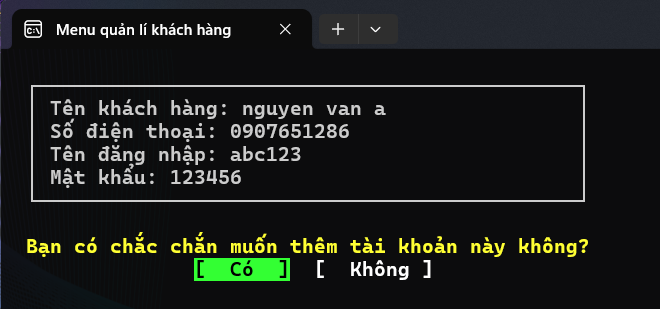 Menu quản lí khách hàng
Tên khách hàng: nguyen van a
Số điện thoại: 0907651286
Tên đăng nhập: abc123
Mật khẩu: 123456
Bạn có chắc chắn muốn thêm tài khoản này không?
[  Có  ]  [  Không ]